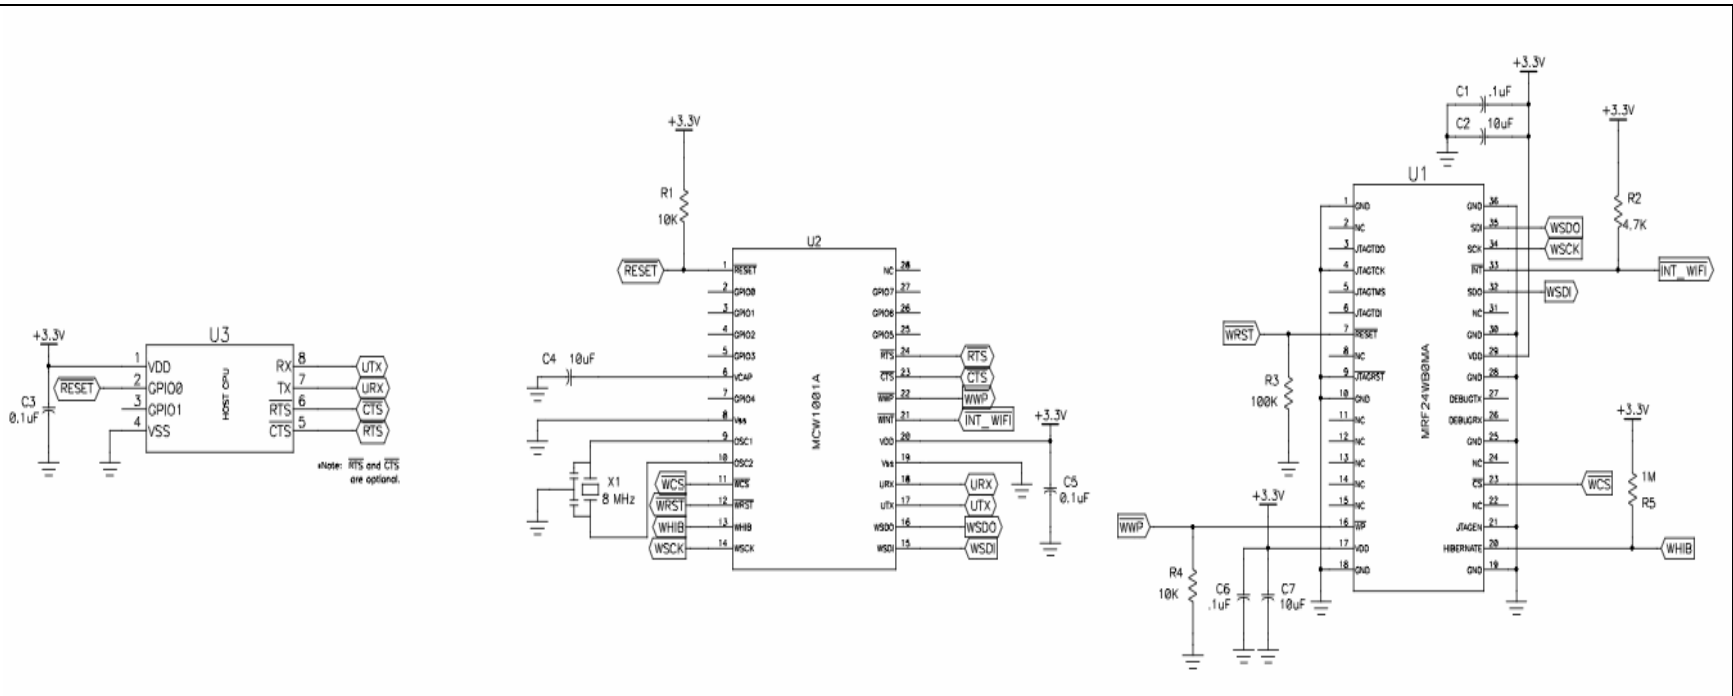 +3.3V
U3
1 VDD
2 GPIO0
3 GPIO1
4 VSS
HOST CPU
RX 8
TX 7
RTS 6
CTS 5
RESET
C3
0.1uF
UTX
URX
CTS
RTS
*Note: RTS and CTS
are optional.
+3.3V
R1
10K
RESET
U2
MCW1001A
1 RESET
2 GPIO0
3 GPIO1
4 GPIO2
5 GPIO3
6 VCAP
7 GPIO4
8 Vss
9 OSC1
10 OSC2
11 WCS
12 WRST
13 WHIB
14 WSCK
NC 28
GPIO7 27
GPIO6 26
GPIO5 25
RTS 24
CTS 23
WWP 22
WINT 21
VDD 20
Vss 19
URX 18
UTX 17
WSDO 16
WSDI 15
C4 10uF
X1
8 MHz
WCS
WRST
WHIB
WSCK
RTS
CTS
WWP
INT_WIFI
+3.3V
C5
0.1uF
URX
UTX
WSDO
WSDI
+3.3V
C1 .1uF
C2 10uF
+3.3V
R2
4.7K
U1
MRF24WB0MA
1 GND
2 NC
3 JTAGTDO
4 JTAGTCK
5 JTAGTMS
6 JTAGTDI
7 RESET
8 NC
9 JTAGRST
10 GND
11 NC
12 NC
13 NC
14 NC
15 NC
16 WP
17 VDD
18 GND
GND 36
SDI 35
SCK 34
INT 33
SDO 32
NC 31
GND 30
VDD 29
GND 28
DEBUGTX 27
DEBUGRX 26
GND 25
NC 24
CS 23
NC 22
JTAGEN 21
HIBERNATE 20
GND 19
WSDO
WSCK
INT_WIFI
WSDI
WRST
R3
100K
WWP
R4
10K
+3.3V
C6
.1uF
C7
10uF
+3.3V
1M
R5
WCS
WHIB